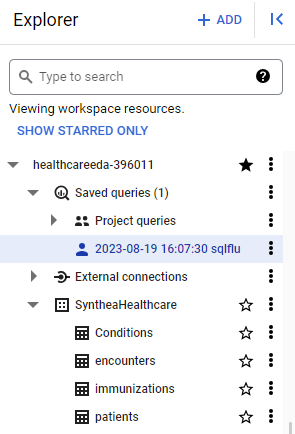 Explorer
+ ADD
Type to search
Viewing workspace resources.
SHOW STARRED ONLY
healthcareeda-396011
Saved queries (1)
Project queries
2023-08-19 16:07:30 sqlflu
External connections
SyntheaHealthcare
Conditions
encounters
immunizations
patients